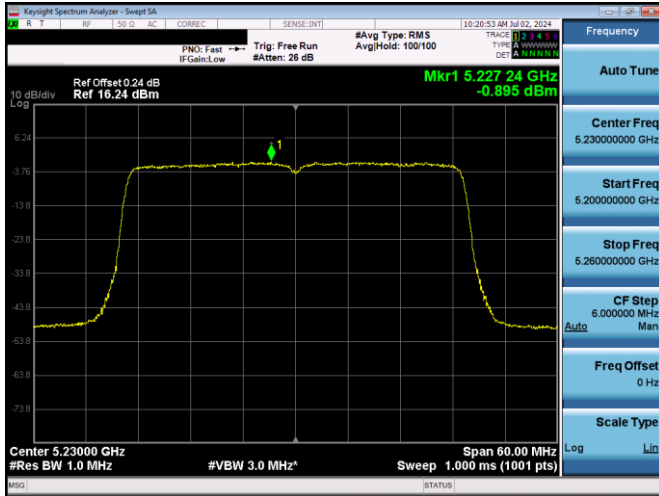 Keysight Spectrum Analyzer - Swept SA
R T RF 50 Ω AC CORREC SENSE:INT 10:20:53 AM Jul 02, 2024
PNO: Fast
IFGain:Low
Trig: Free Run
#Atten: 26 dB
#Avg Type: RMS
Avg|Hold: 100/100
TRACE 1 2 3 4 5 6
TYPE A WWWWW
DET A N N N N N
Ref Offset 0.24 dB
Ref 16.24 dBm
10 dB/div
Log
Mkr1 5.227 24 GHz
-0.895 dBm
1
6.24
-3.76
-13.8
-23.8
-33.8
-43.8
-53.8
-63.8
-73.8
Center 5.23000 GHz
#Res BW 1.0 MHz
#VBW 3.0 MHz*
Span 60.00 MHz
Sweep 1.000 ms (1001 pts)
MSG
STATUS
Frequency
Auto Tune
Center Freq
5.230000000 GHz
Start Freq
5.200000000 GHz
Stop Freq
5.260000000 GHz
CF Step
6.000000 MHz
Auto Man
Freq Offset
0 Hz
Scale Type
Log Lin